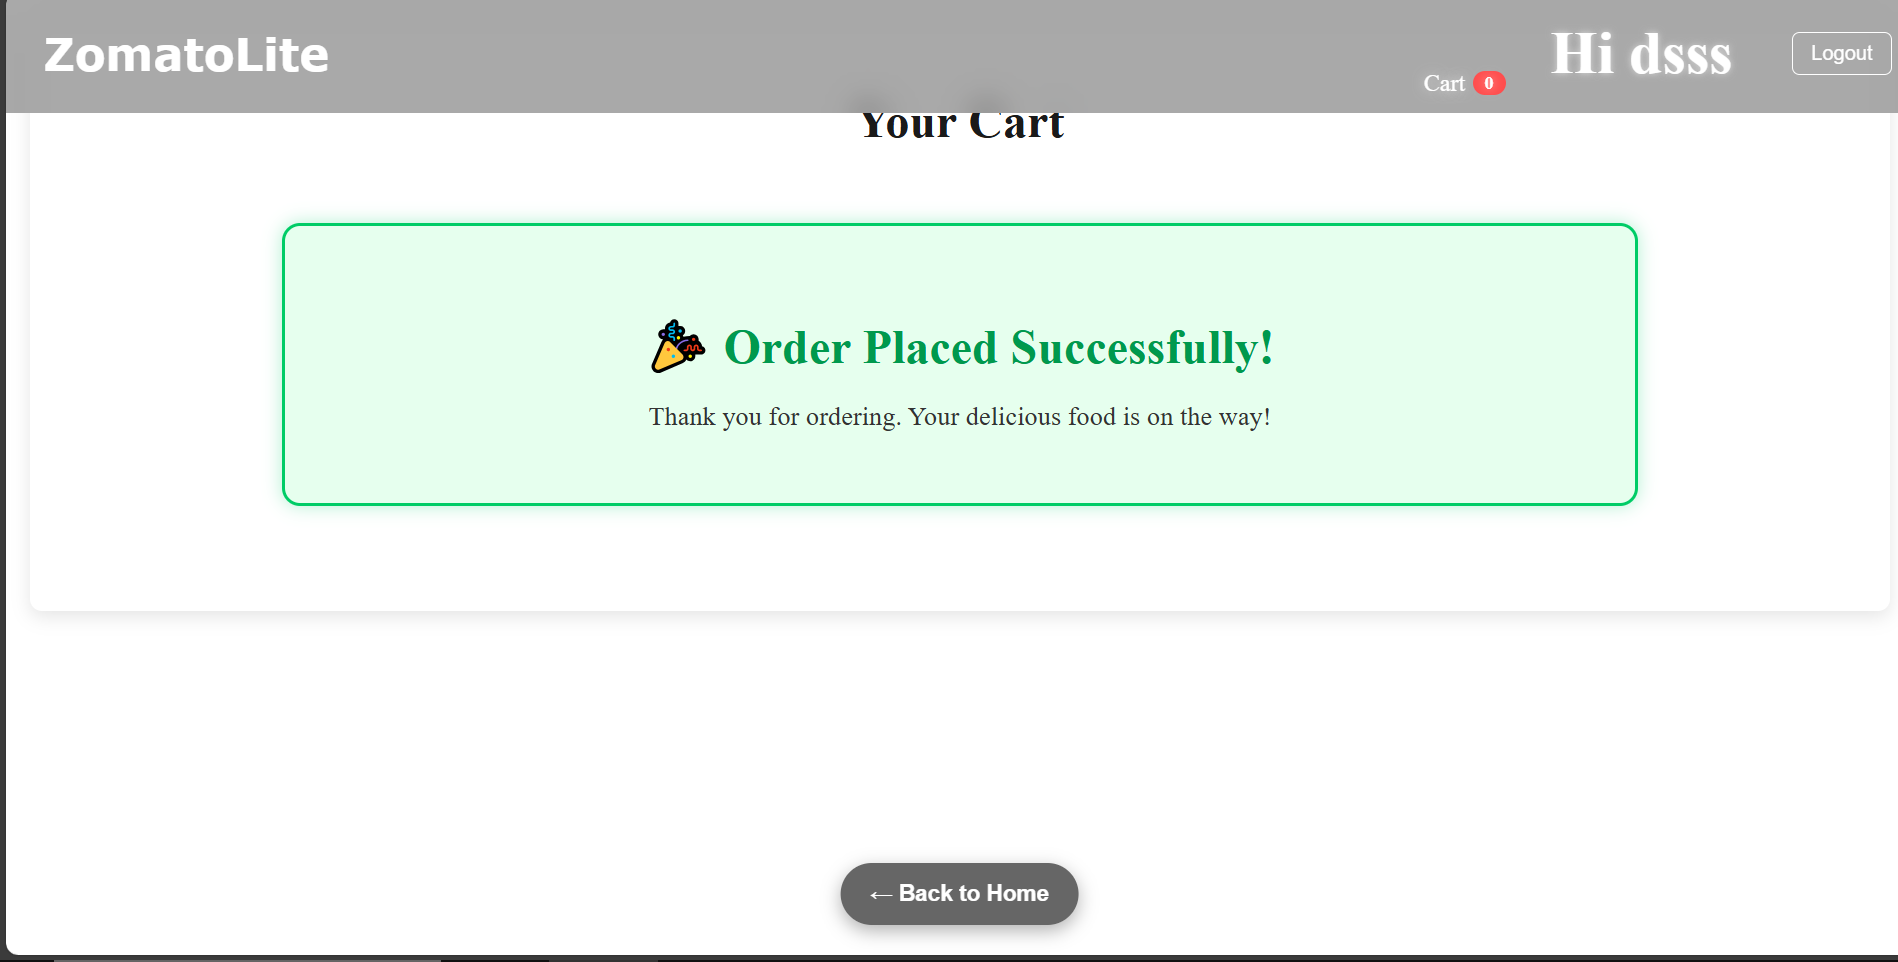 ZomatoLite
Cart 0
Hi dsss
Logout
Your Cart
🎉 Order Placed Successfully!
Thank you for ordering. Your delicious food is on the way!
← Back to Home